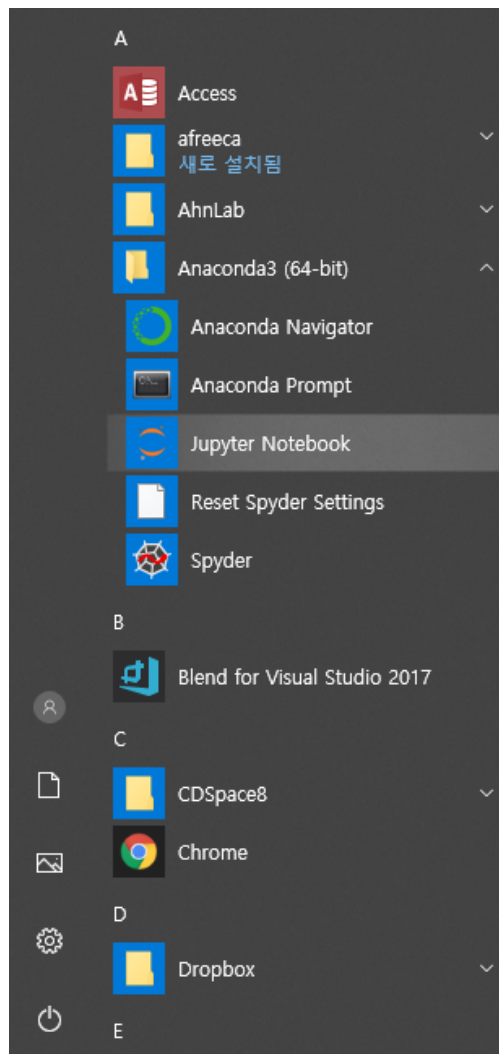 A
Access
afreeca
새로 설치됨
AhnLab
Anaconda3 (64-bit)
Anaconda Navigator
Anaconda Prompt
Jupyter Notebook
Reset Spyder Settings
Spyder
B
Blend for Visual Studio 2017
C
CDSpace8
Chrome
D
Dropbox
E